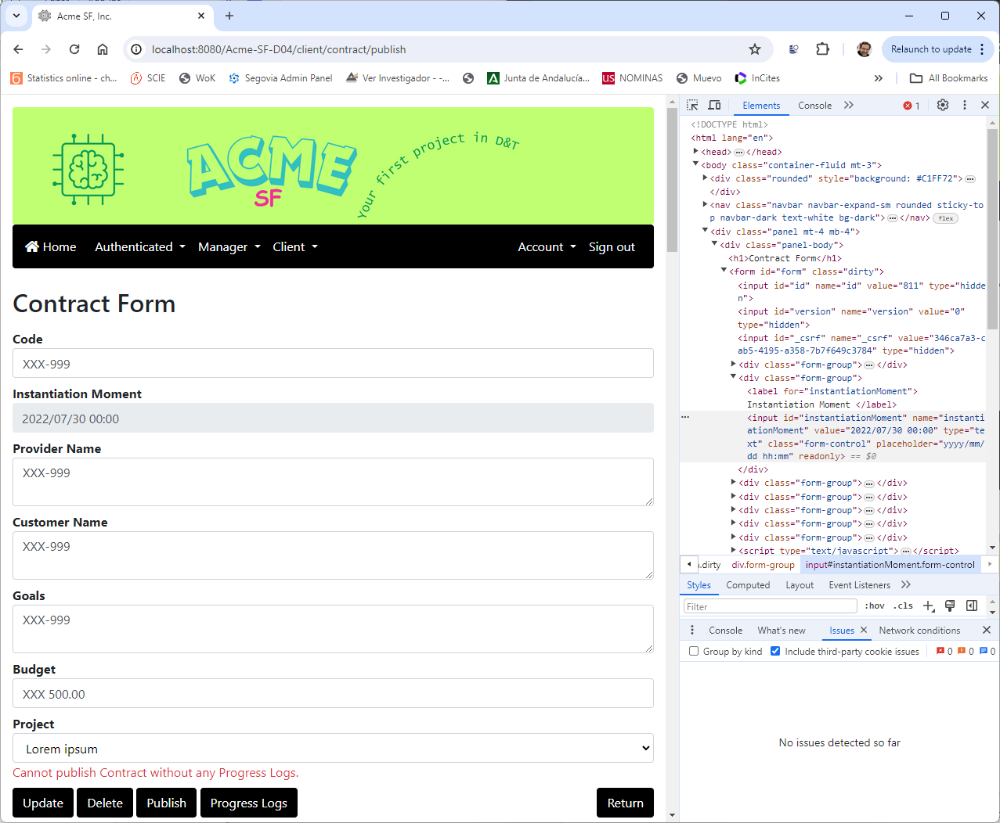 Acme SF, Inc.
localhost:8080/Acme-SF-D04/client/contract/publish
Relaunch to update
Statistics online - ch...
SCIE
WoK
Segovia Admin Panel
Ver Investigador - -...
Junta de Andalucía...
NOMINAS
Muevo
InCites
All Bookmarks
ACME
SF
Your first project in D&T
Home
Authenticated
Manager
Client
Account
Sign out
Contract Form
Code
XXX-999
Instantiation Moment
2022/07/30 00:00
Provider Name
XXX-999
Customer Name
XXX-999
Goals
XXX-999
Budget
XXX 500.00
Project
Lorem ipsum
Cannot publish Contract without any Progress Logs.
Update
Delete
Publish
Progress Logs
Return
Elements
Console
1
<!DOCTYPE html>
<html lang="en">
<head>…</head>
<body class="container-fluid mt-3">
<div class="rounded" style="background: #C1FF72">…
</div>
<nav class="navbar navbar-expand-sm rounded sticky-to
p navbar-dark text-white bg-dark">…</nav> flex
<div class="panel mt-4 mb-4">
<div class="panel-body">
<h1>Contract Form</h1>
<form id="form" class="dirty">
<input id="id" name="id" value="811" type="hidde
n">
<input id="version" name="version" value="0"
type="hidden">
<input id="_csrf" name="_csrf" value="346ca7a3-c
ab5-4195-a358-7b7f649c3784" type="hidden">
<div class="form-group">…</div>
<div class="form-group">
<label for="instantiationMoment">
Instantiation Moment </label>
<input id="instantiationMoment" name="instanti
ationMoment" value="2022/07/30 00:00" type="te
xt" class="form-control" placeholder="yyyy/mm/
dd hh:mm" readonly> == $0
</div>
<div class="form-group">…</div>
<div class="form-group">…</div>
<div class="form-group">…</div>
<div class="form-group">…</div>
<div class="form-group">…</div>
<script type="text/javascript">…</script>
.dirty
div.form-group
input#instantiationMoment.form-control
Styles
Computed
Layout
Event Listeners
Filter
:hov
.cls
Console
What's new
Issues
Network conditions
Group by kind
Include third-party cookie issues
0
0
0
No issues detected so far